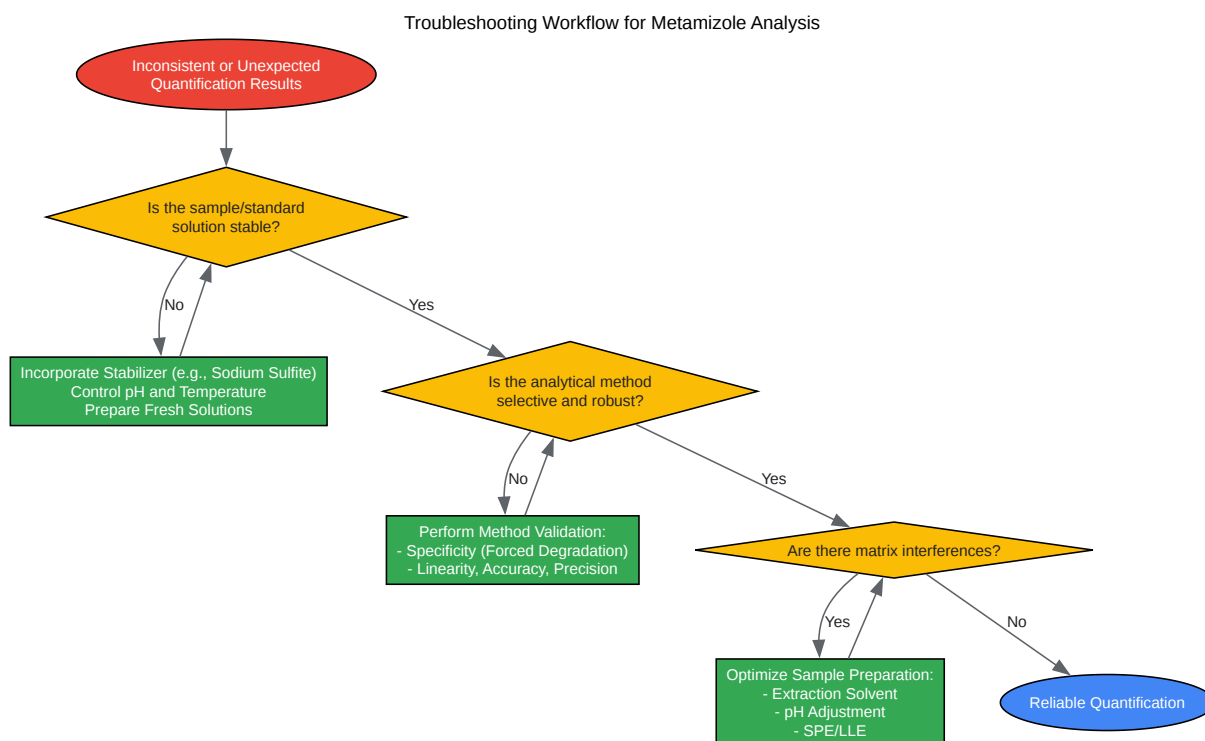 Troubleshooting Workflow for Metamizole Analysis
Inconsistent or Unexpected
Quantification Results
Is the sample/standard
solution stable?
No
Yes
Incorporate Stabilizer (e.g., Sodium Sulfite)
Control pH and Temperature
Prepare Fresh Solutions
Is the analytical method
selective and robust?
No
Yes
Perform Method Validation:
- Specificity (Forced Degradation)
- Linearity, Accuracy, Precision
Are there matrix interferences?
Yes
No
Optimize Sample Preparation:
- Extraction Solvent
- pH Adjustment
- SPE/LLE
Reliable Quantification